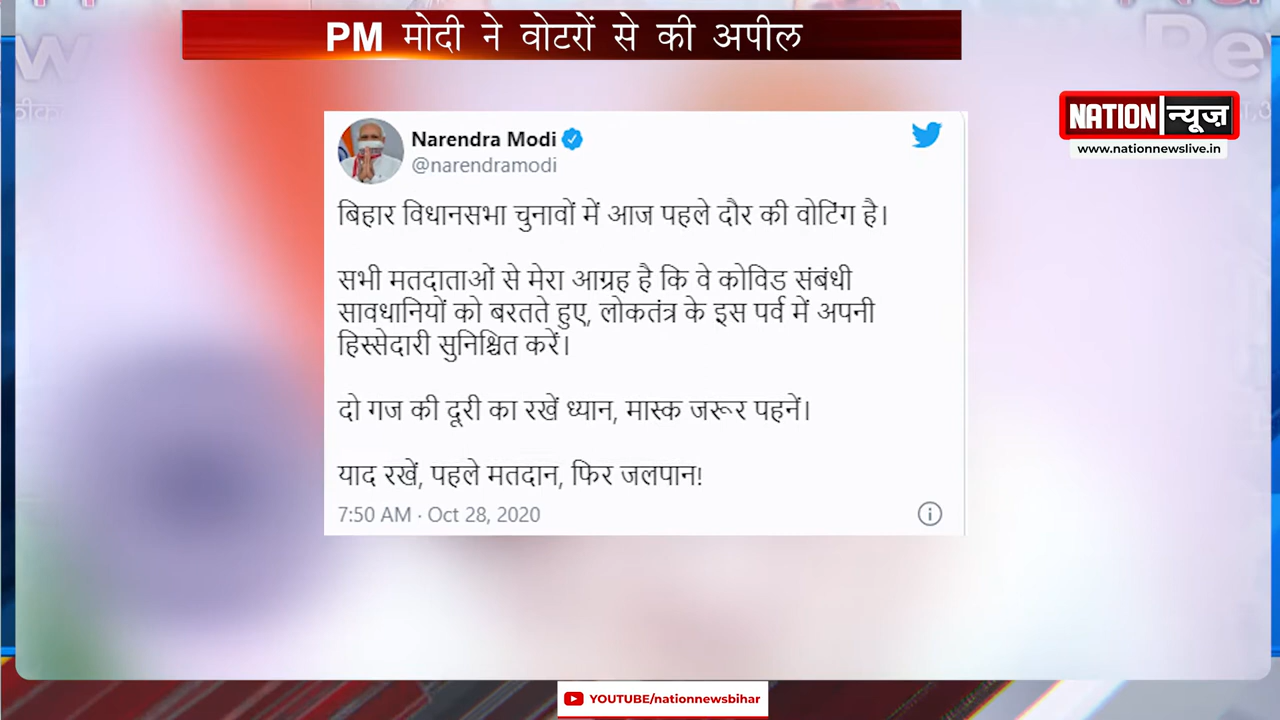 PM मोदी ने वोटरों से की अपील
NATION न्यूज़
www.nationnewslive.in
Narendra Modi
@narendramodi
बिहार विधानसभा चुनावों में आज पहले दौर की वोटिंग है।
सभी मतदाताओं से मेरा आग्रह है कि वे कोविड संबंधी
सावधानियों को बरतते हुए, लोकतंत्र के इस पर्व में अपनी
हिस्सेदारी सुनिश्चित करें।
दो गज की दूरी का रखें ध्यान, मास्क जरूर पहनें।
याद रखें, पहले मतदान, फिर जलपान!
7:50 AM · Oct 28, 2020
YOUTUBE/nationnewsbihar